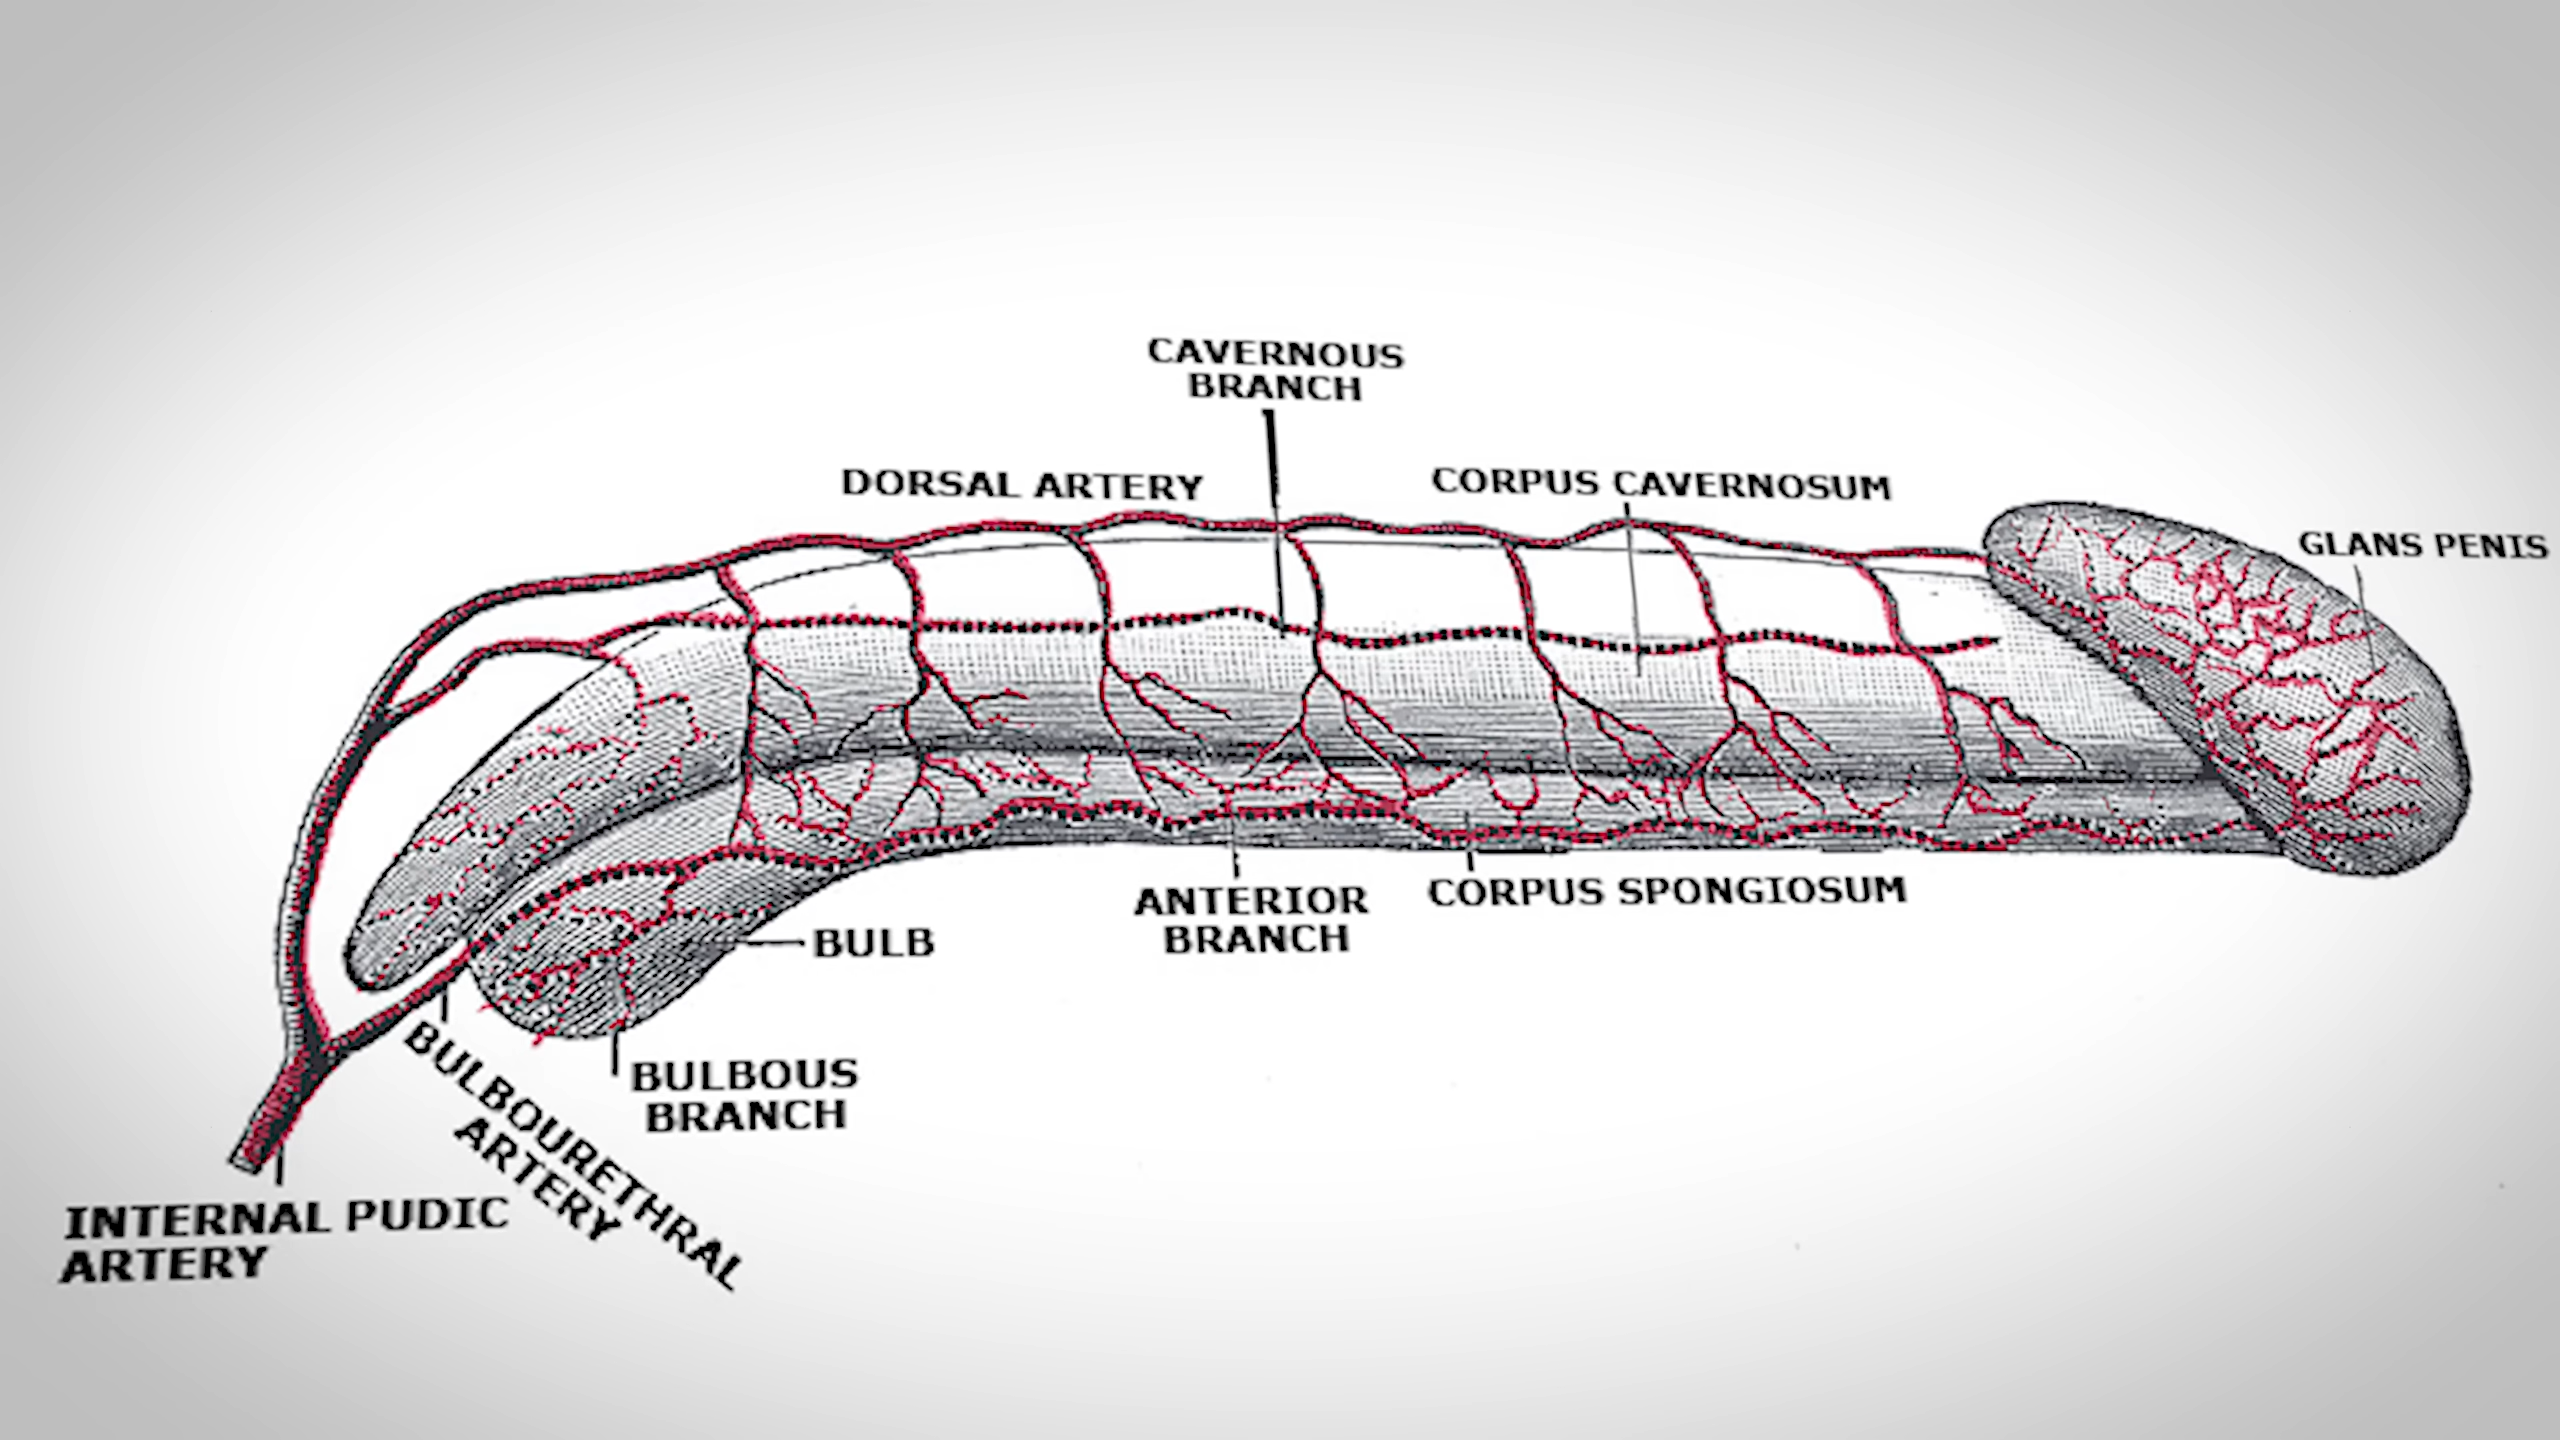 CAVERNOUS
BRANCH
DORSAL ARTERY
CORPUS CAVERNOSUM
GLANS PENIS
ANTERIOR
BRANCH
CORPUS SPONGIOSUM
BULB
BULBOUS
BRANCH
BULBOURETHRAL
ARTERY
INTERNAL PUDIC
ARTERY